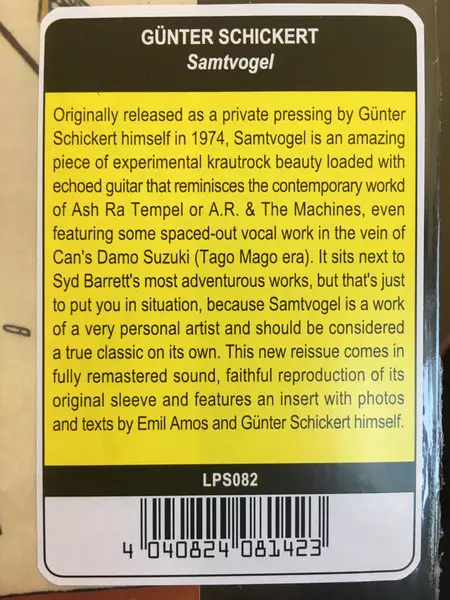 GÜNTER SCHICKERT
Samtvogel
Originally released as a private pressing by Günter
Schickert himself in 1974, Samtvogel is an amazing
piece of experimental krautrock beauty loaded with
echoed guitar that reminisces the contemporary workd
of Ash Ra Tempel or A.R. & The Machines, even
featuring some spaced-out vocal work in the vein of
Can's Damo Suzuki (Tago Mago era). It sits next to
Syd Barrett's most adventurous works, but that's just
to put you in situation, because Samtvogel is a work
of a very personal artist and should be considered
a true classic on its own. This new reissue comes in
fully remastered sound, faithful reproduction of its
original sleeve and features an insert with photos
and texts by Emil Amos and Günter Schickert himself.
LPS082
4 040824 081423